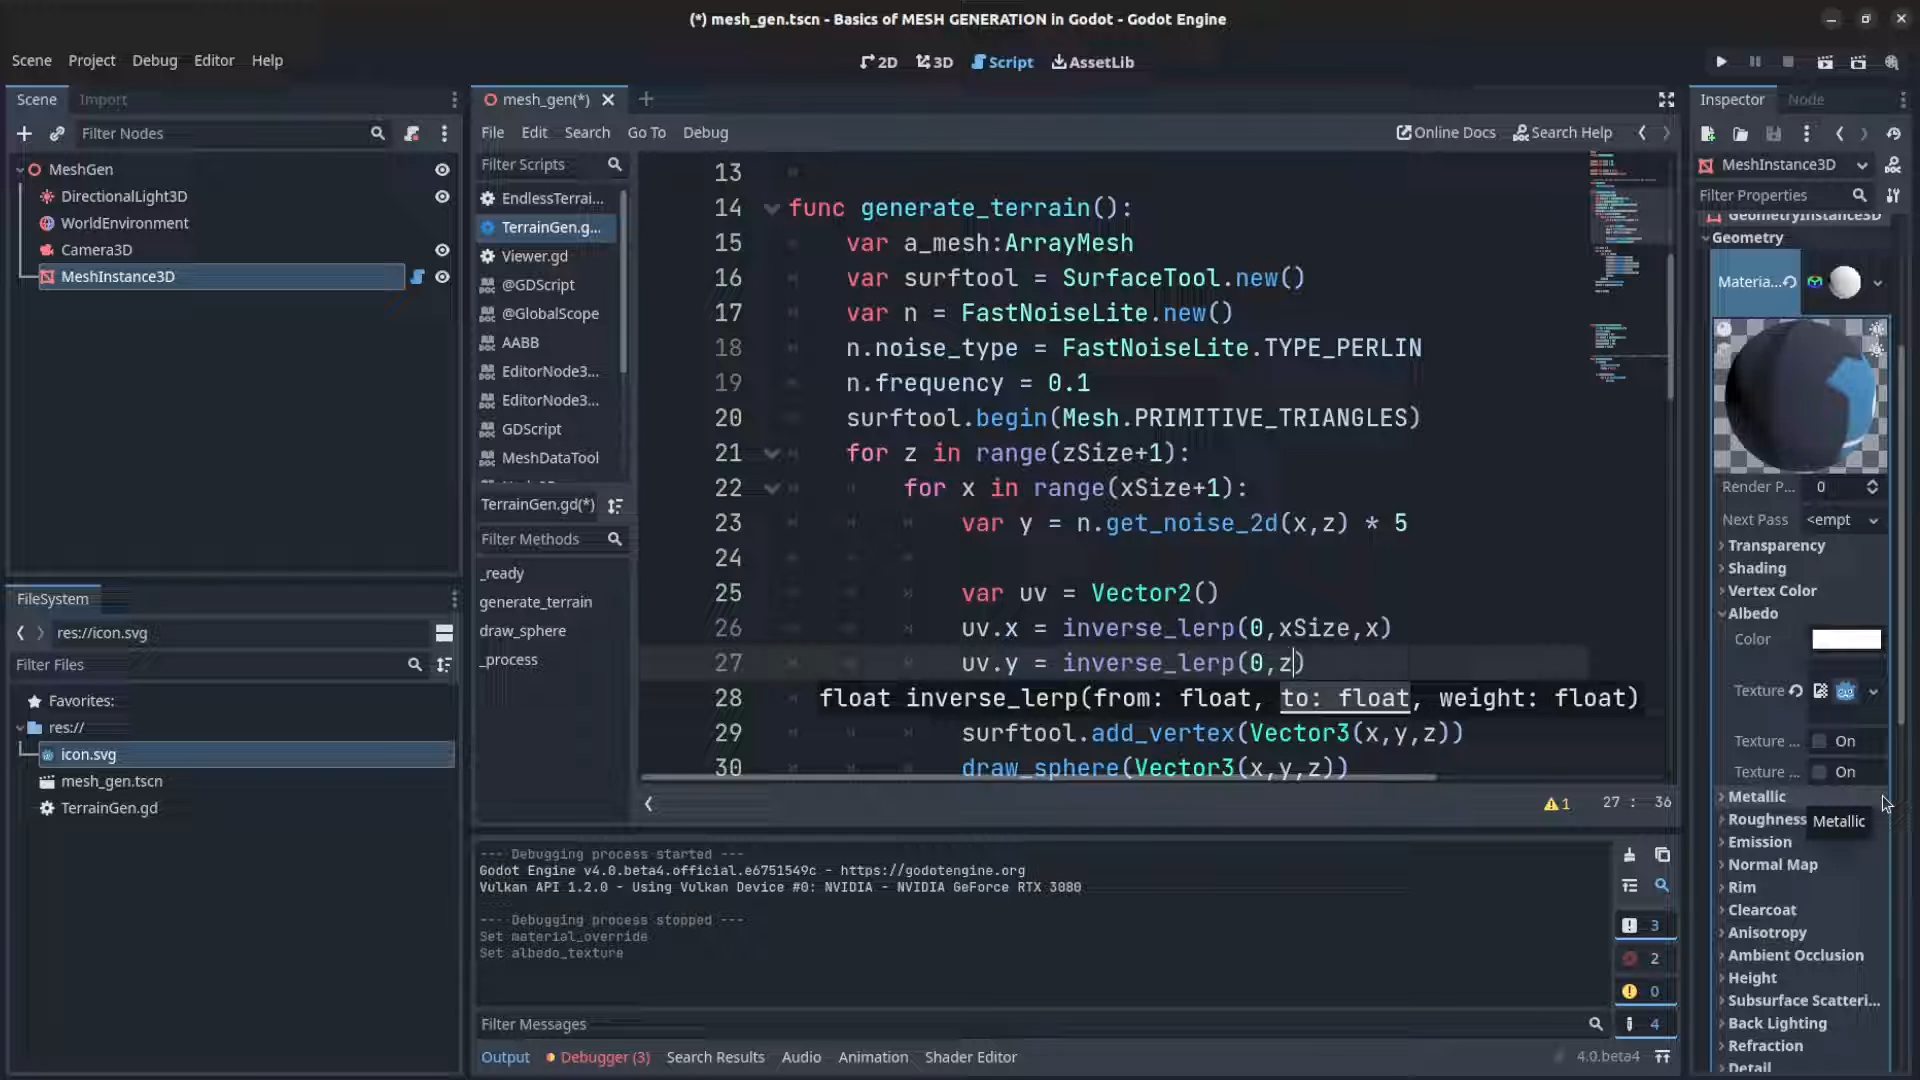 (*) mesh_gen.tscn - Basics of MESH GENERATION in Godot - Godot Engine
Scene Project Debug Editor Help
2D 3D Script AssetLib
Scene Import
Filter Nodes
MeshGen
DirectionalLight3D
WorldEnvironment
Camera3D
MeshInstance3D
FileSystem
res://icon.svg
Filter Files
Favorites:
res://
icon.svg
mesh_gen.tscn
TerrainGen.gd
mesh_gen(*)
File Edit Search Go To Debug
Online Docs Search Help
Filter Scripts
EndlessTerrai...
TerrainGen.g...
Viewer.gd
@GDScript
@GlobalScope
AABB
EditorNode3...
EditorNode3...
GDScript
MeshDataTool
TerrainGen.gd(*)
Filter Methods
_ready
generate_terrain
draw_sphere
_process
13
14 func generate_terrain():
15 var a_mesh:ArrayMesh
16 var surftool = SurfaceTool.new()
17 var n = FastNoiseLite.new()
18 n.noise_type = FastNoiseLite.TYPE_PERLIN
19 n.frequency = 0.1
20 surftool.begin(Mesh.PRIMITIVE_TRIANGLES)
21 for z in range(zSize+1):
22 for x in range(xSize+1):
23 var y = n.get_noise_2d(x,z) * 5
24
25 var uv = Vector2()
26 uv.x = inverse_lerp(0,xSize,x)
27 uv.y = inverse_lerp(0,z)
28 float inverse_lerp(from: float, to: float, weight: float)
29 surftool.add_vertex(Vector3(x,y,z))
30 draw_sphere(Vector3(x,y,z))
1 27 : 36
--- Debugging process started ---
Godot Engine v4.0.beta4.official.e6751549c - https://godotengine.org
Vulkan API 1.2.0 - Using Vulkan Device #0: NVIDIA - NVIDIA GeForce RTX 3080
--- Debugging process stopped ---
Set material_override
Set albedo_texture
3
2
0
4
Filter Messages
Output Debugger (3) Search Results Audio Animation Shader Editor
4.0.beta4
Inspector Node
MeshInstance3D
Filter Properties
GeometryInstance3D
Geometry
Materia...
Render P... 0
Next Pass <empt
Transparency
Shading
Vertex Color
Albedo
Color
Texture
Texture ... On
Texture ... On
Metallic
Roughness
Metallic
Emission
Normal Map
Rim
Clearcoat
Anisotropy
Ambient Occlusion
Height
Subsurface Scatteri...
Back Lighting
Refraction
Detail